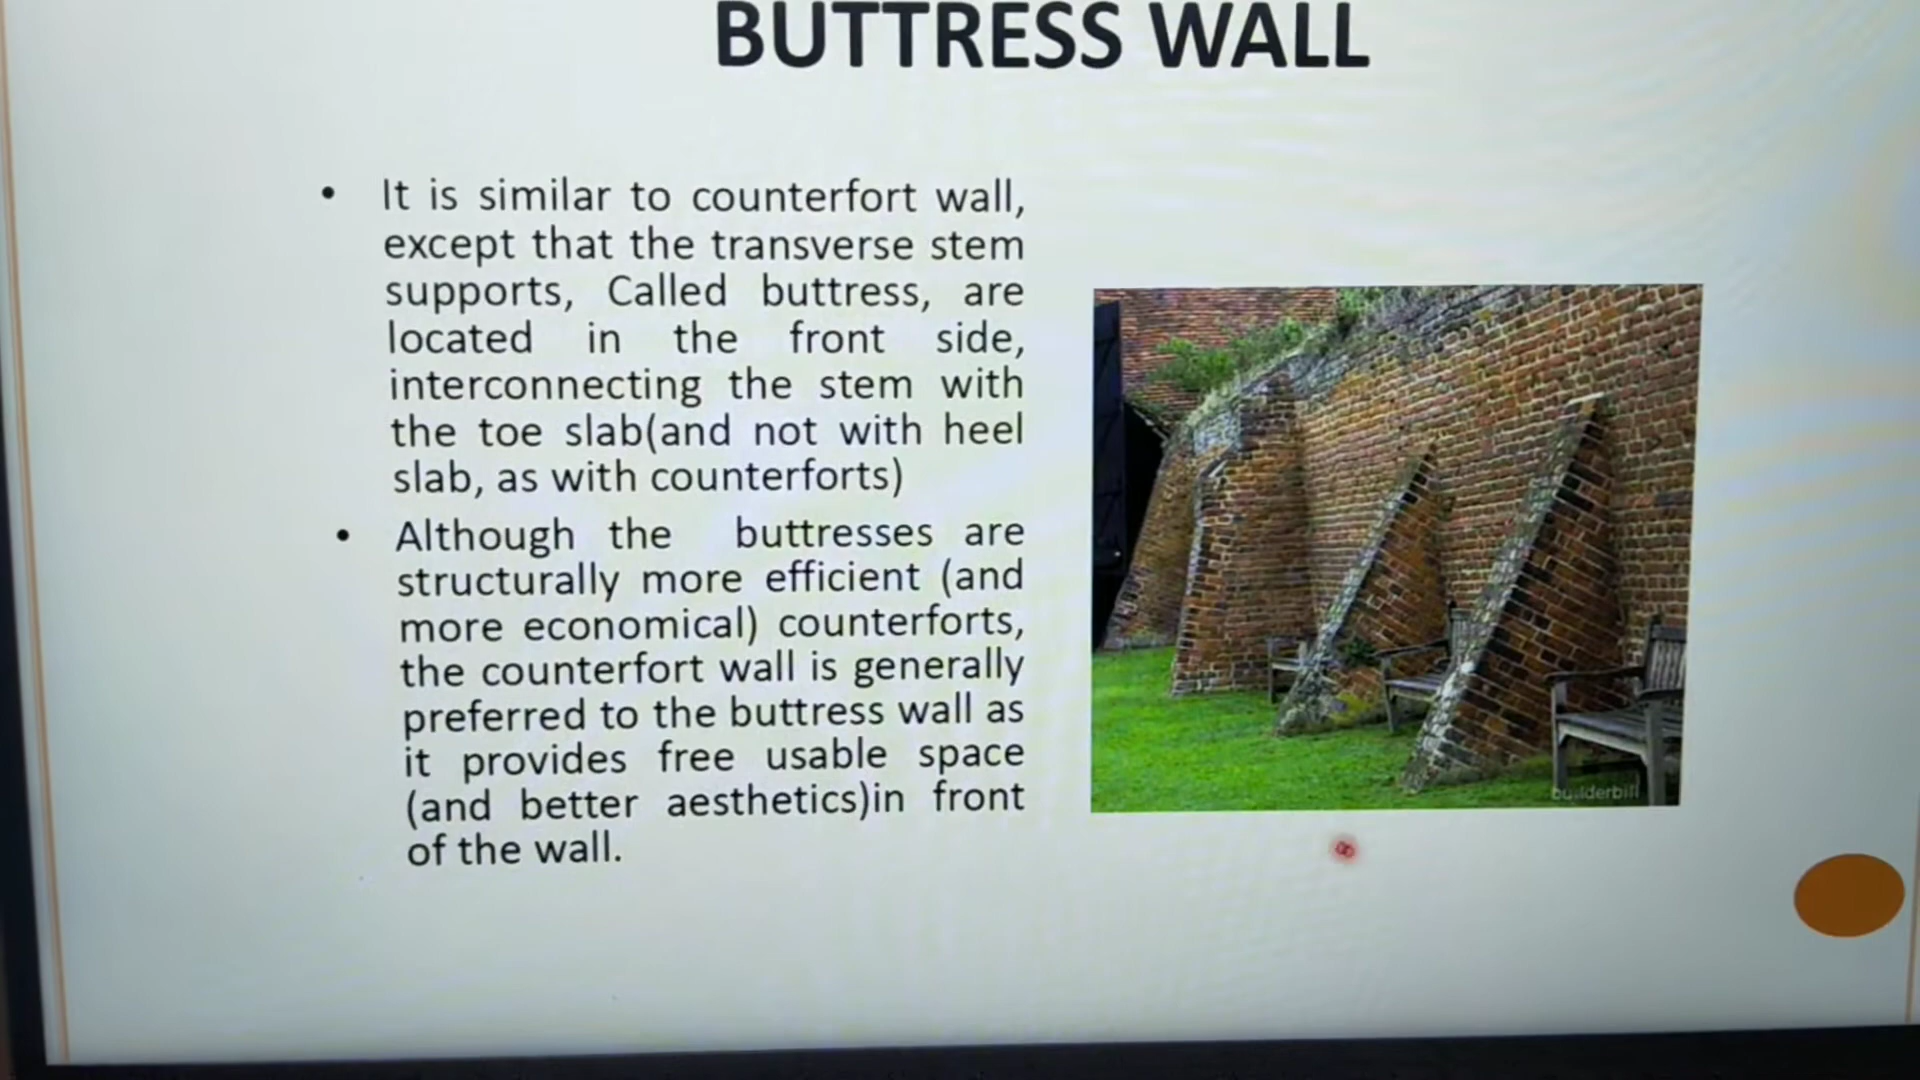 BUTTRESS WALL
• It is similar to counterfort wall,
except that the transverse stem
supports, Called buttress, are
located in the front side,
interconnecting the stem with
the toe slab(and not with heel
slab, as with counterforts)
• Although the buttresses are
structurally more efficient (and
more economical) counterforts,
the counterfort wall is generally
preferred to the buttress wall as
it provides free usable space
(and better aesthetics)in front
of the wall.
builderbill